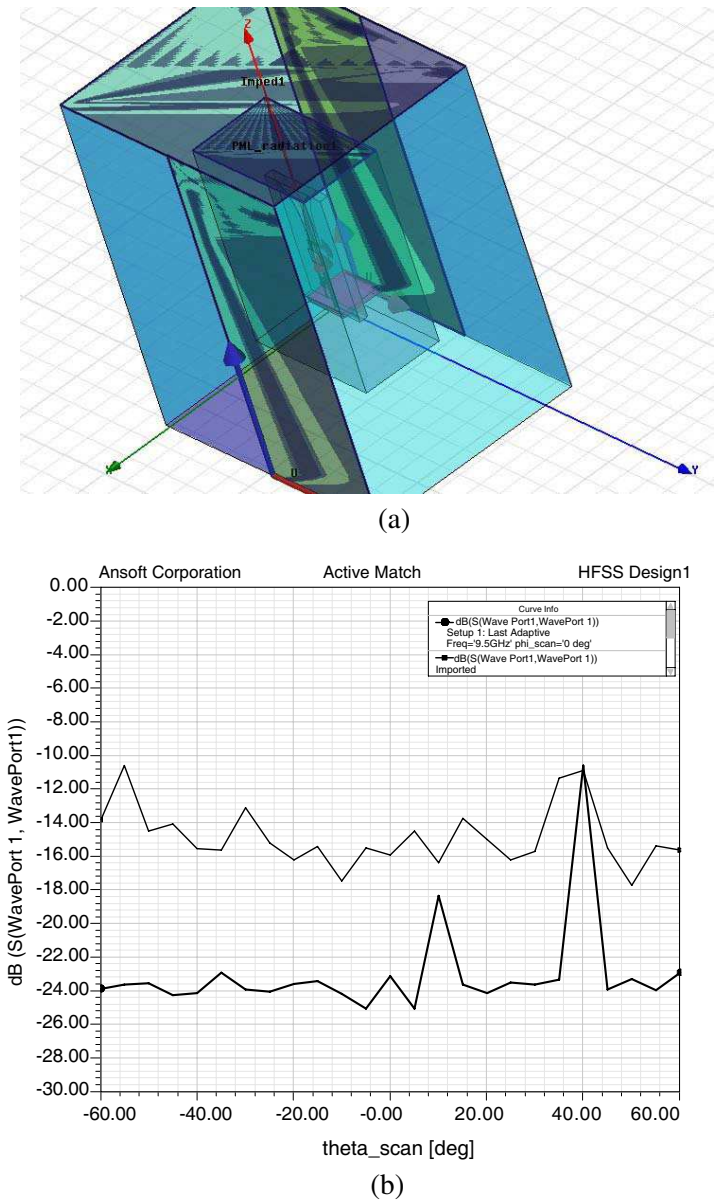 Z
Imped1
PML_radiation1
U
X
Y
U
(a)
Ansoft Corporation Active Match HFSS Design1
Curve Info
dB(S(Wave Port1,WavePort 1))
Setup 1: Last Adaptive
Freq='9.5GHz' phi_scan='0 deg'
dB(S(Wave Port1,WavePort 1))
Imported
dB (S(WavePort 1, WavePort1))
0.00
-2.00
-4.00
-6.00
-8.00
-10.00
-12.00
-14.00
-16.00
-18.00
-20.00
-22.00
-24.00
-26.00
-28.00
-30.00
-60.00 -40.00 -20.00 -0.00 20.00 40.00 60.00
theta_scan [deg]
(b)